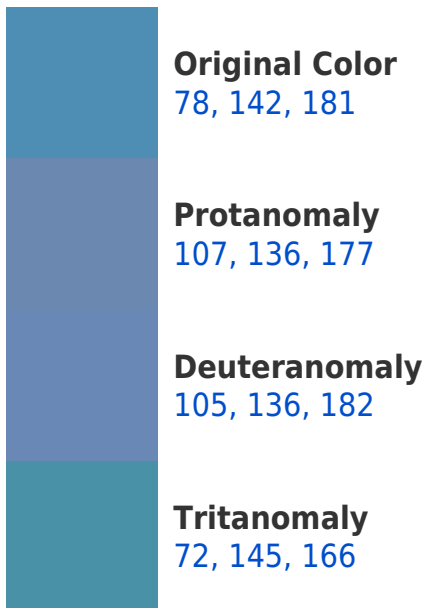 Original Color
78, 142, 181
Protanomaly
107, 136, 177
Deuteranomaly
105, 136, 182
Tritanomaly
72, 145, 166